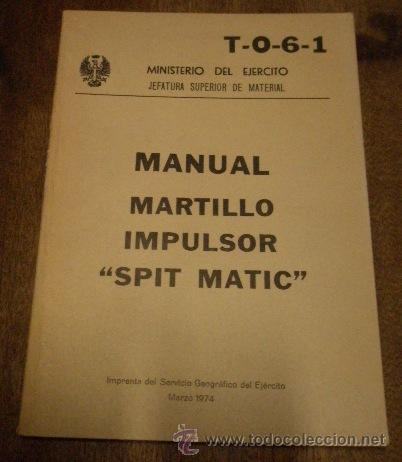 T-O-6-1
MINISTERIO DEL EJERCITO
JEFATURA SUPERIOR DE MATERIAL
MANUAL
MARTILLO
IMPULSOR
“SPIT MATIC”
Imprenta del Servicio Geográfico del Ejército
Marzo 1974
www.todocoleccion.net